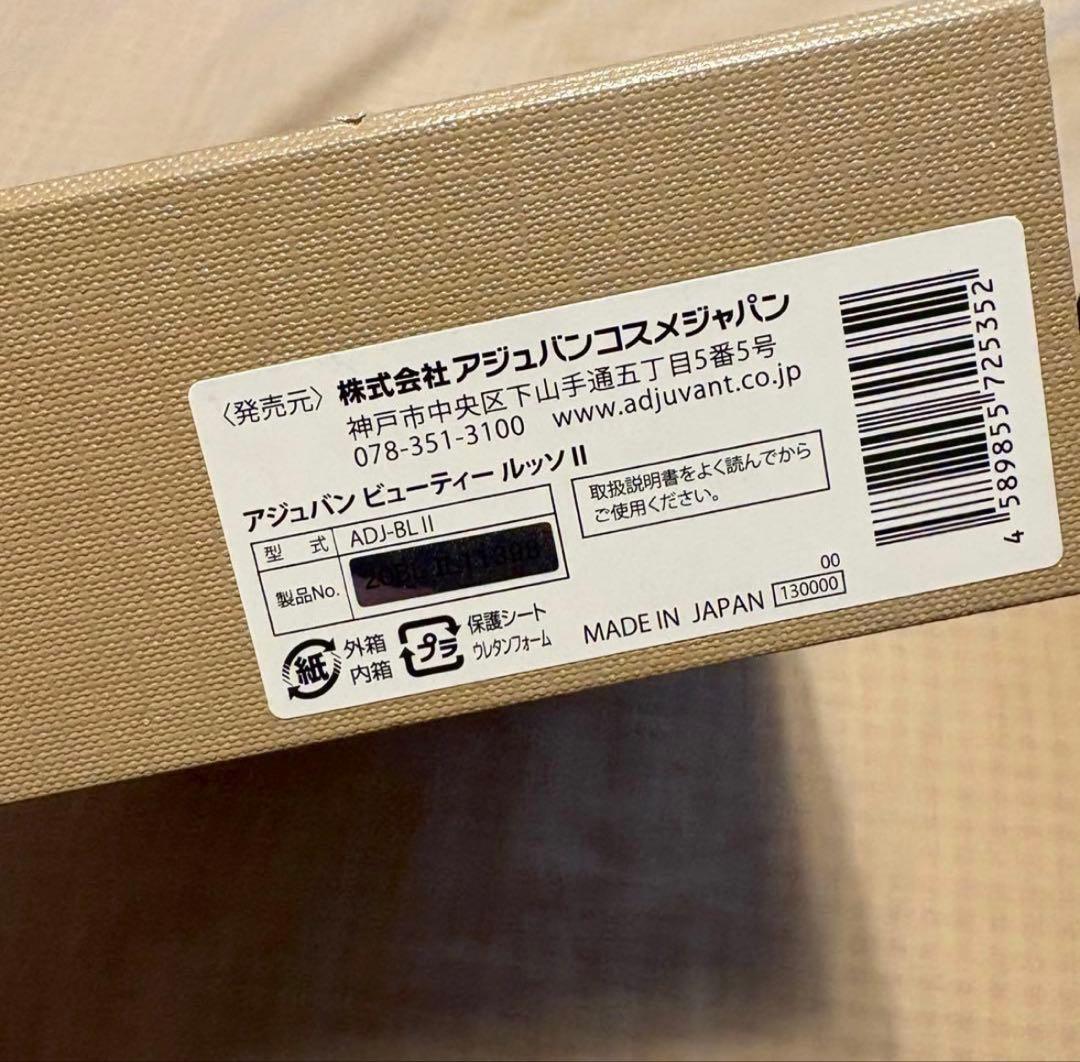 〈発売元〉株式会社アジュバンコスメジャパン
神戸市中央区下山手通五丁目5番5号
078-351-3100 www.adjuvant.co.jp
アジュバン ビューティー ルッソ II
型 式 ADJ-BL II
製品No.
取扱説明書をよく読んでから
ご使用ください。
紙 外箱
内箱
プラ 保護シート
ウレタンフォーム
MADE IN JAPAN
00
130000
4 589855 725352